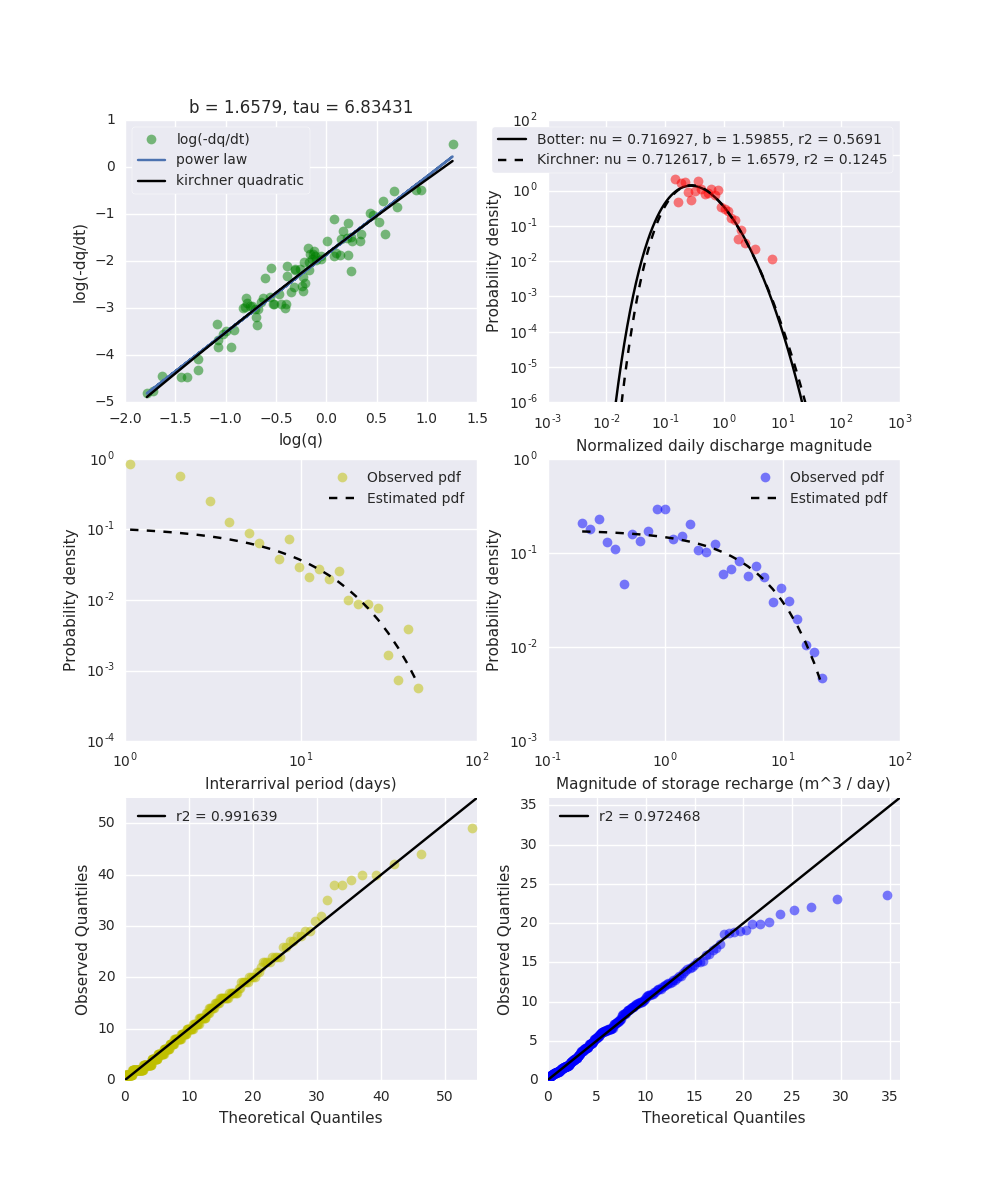 b = 1.6579, tau = 6.83431
1
0
−1
−2
−3
−4
−5
log(-dq/dt)
log(-dq/dt)
power law
kirchner quadratic
−2.0 −1.5 −1.0 −0.5 0.0 0.5 1.0 1.5
log(q)
10^2
10^0
10^-1
10^-2
10^-3
10^-4
10^-5
10^-6
Probability density
Botter: nu = 0.716927, b = 1.59855, r2 = 0.5691
Kirchner: nu = 0.712617, b = 1.6579, r2 = 0.1245
10^-3 10^-2 10^-1 10^0 10^1 10^2 10^3
Normalized daily discharge magnitude
10^0
10^-1
10^-2
10^-3
10^-4
Probability density
Observed pdf
Estimated pdf
10^0 10^1 10^2
Interarrival period (days)
10^0
10^-1
10^-2
10^-3
Probability density
Observed pdf
Estimated pdf
10^-1 10^0 10^1 10^2
Magnitude of storage recharge (m^3 / day)
50
40
30
20
10
0
Observed Quantiles
r2 = 0.991639
0 10 20 30 40 50
Theoretical Quantiles
35
30
25
20
15
10
5
0
Observed Quantiles
r2 = 0.972468
0 5 10 15 20 25 30 35
Theoretical Quantiles